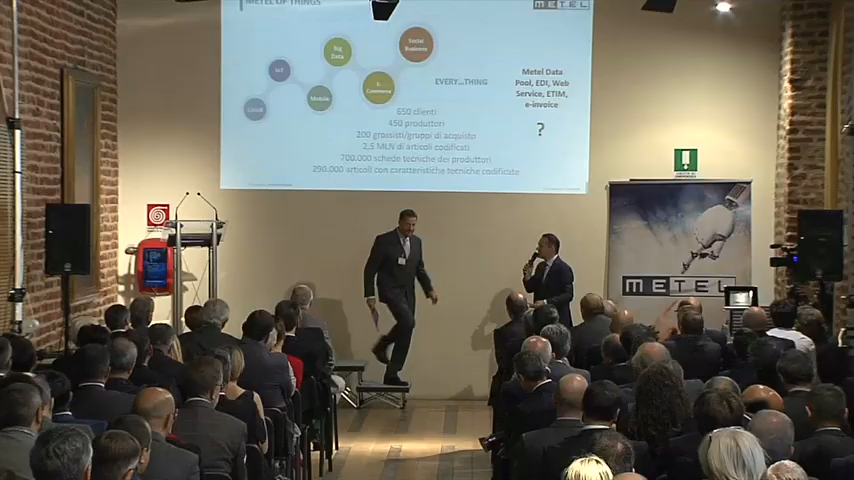 METEL OF THINGS
METEL
Social
Business
Big
Data
IoT
E-
Commerce
Mobile
Cloud
EVERY...THING
Metel Data
Pool, EDI, Web
Service, ETIM,
e-invoice
?
650 clienti
450 produttori
200 grossisti/gruppi di acquisto
2,5 MLN di articoli codificati
700.000 schede tecniche dei produttori
290.000 articoli con caratteristiche tecniche codificate
METEL